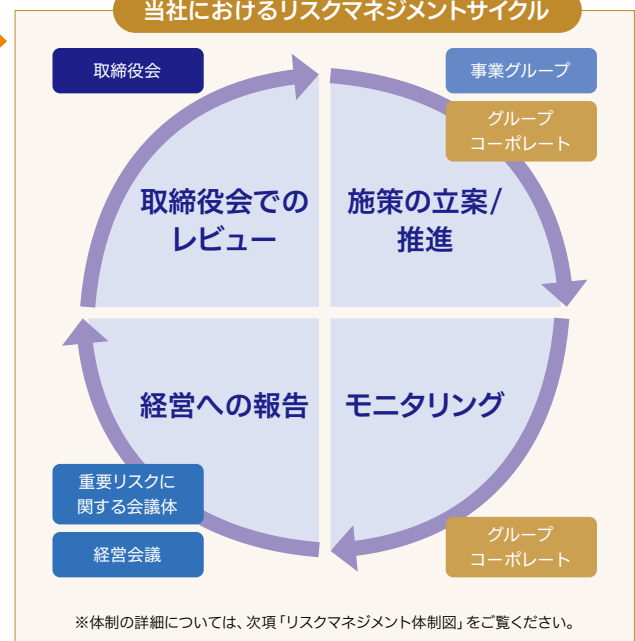 当社におけるリスクマネジメントサイクル
取締役会
事業グループ
グループ
コーポレート
取締役会での
レビュー
施策の立案/
推進
経営への報告
モニタリング
重要リスクに
関する会議体
経営会議
グループ
コーポレート
※体制の詳細については、次項「リスクマネジメント体制図」をご覧ください。